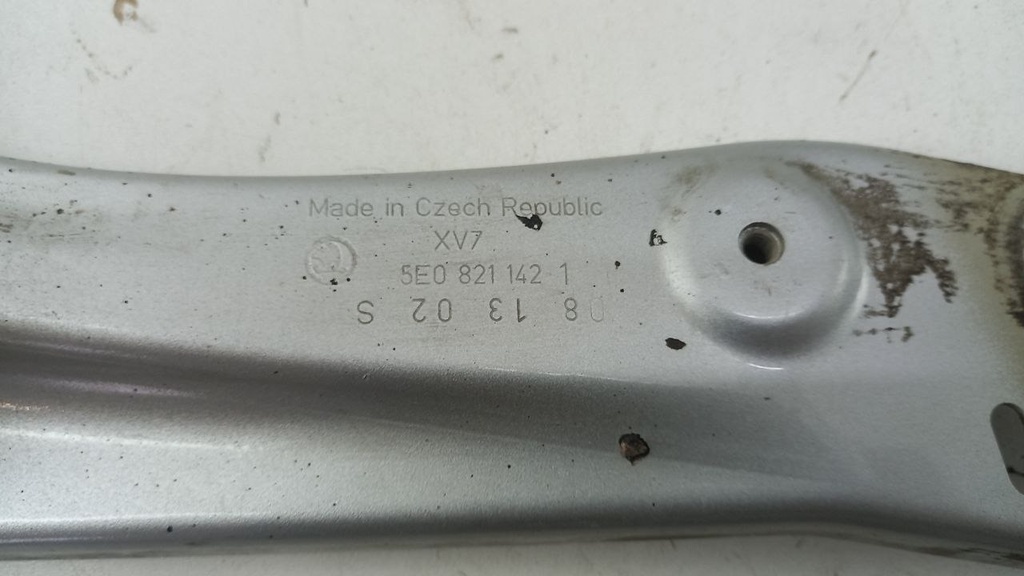 Made in Czech Republic
XV7
5E0 821 142 1
08 13 02 S